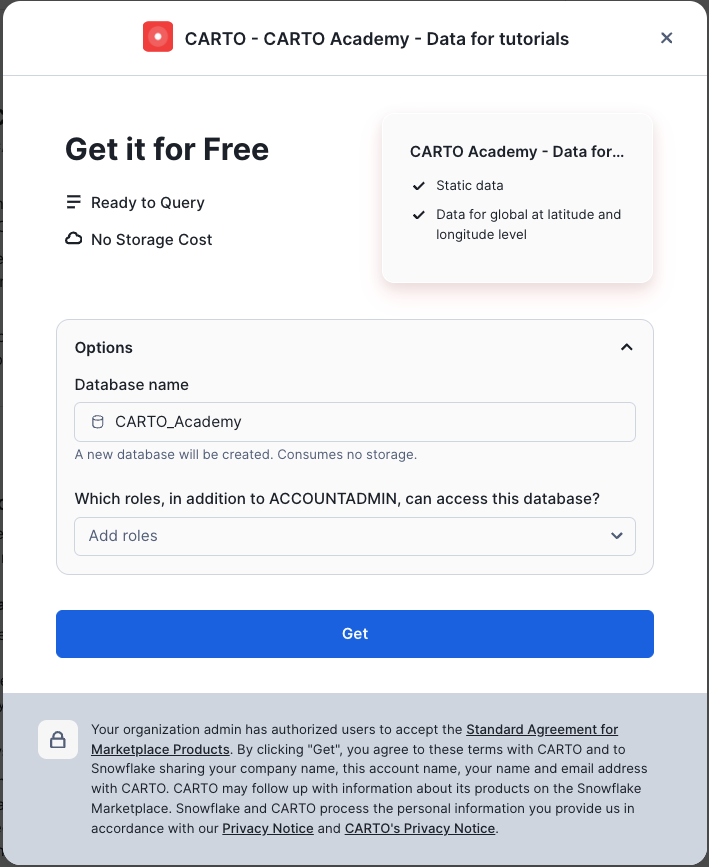 CARTO - CARTO Academy - Data for tutorials
Get it for Free
Ready to Query
No Storage Cost
CARTO Academy - Data for...
Static data
Data for global at latitude and
longitude level
Options
Database name
CARTO_Academy
A new database will be created. Consumes no storage.
Which roles, in addition to ACCOUNTADMIN, can access this database?
Add roles
Get
Your organization admin has authorized users to accept the Standard Agreement for
Marketplace Products. By clicking "Get", you agree to these terms with CARTO and to
Snowflake sharing your company name, this account name, your name and email address
with CARTO. CARTO may follow up with information about its products on the Snowflake
Marketplace. Snowflake and CARTO process the personal information you provide us in
accordance with our Privacy Notice and CARTO's Privacy Notice.